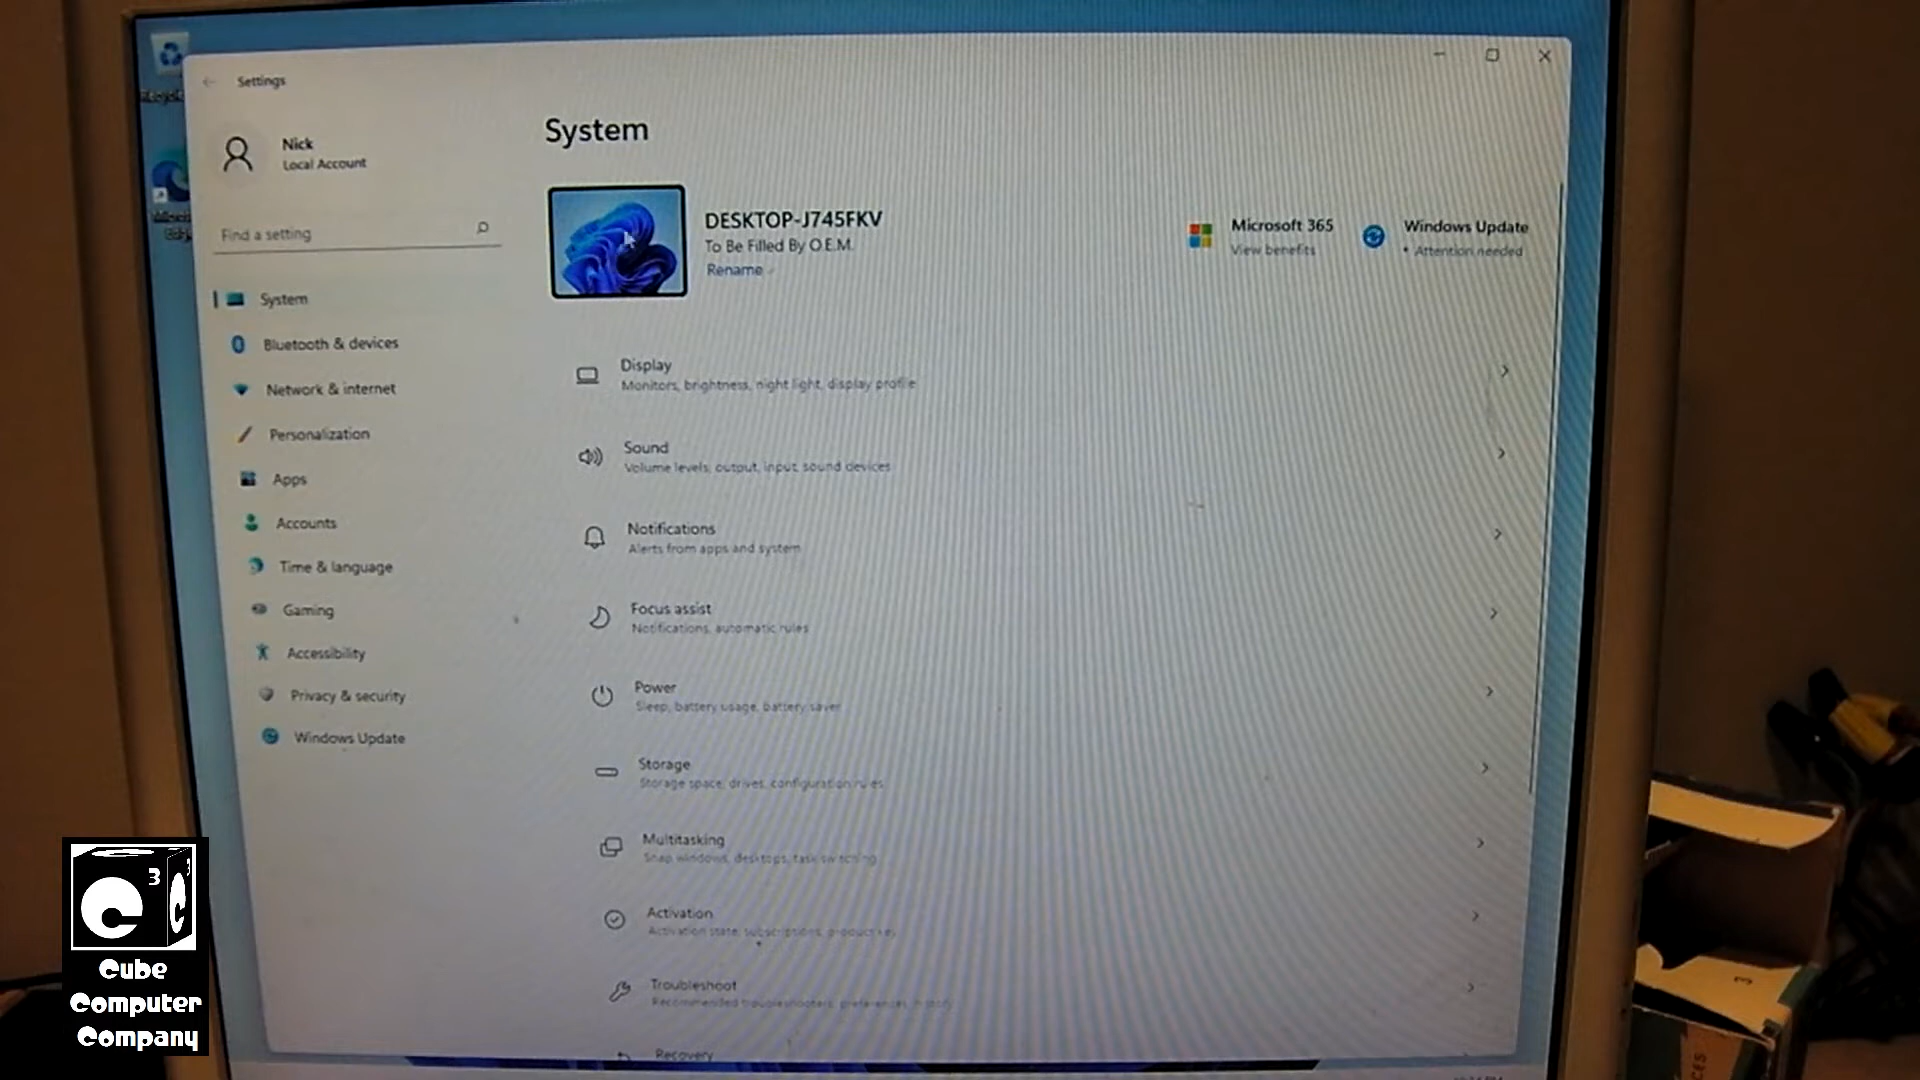 Settings
Nick
Local Account
Find a setting
System
Bluetooth & devices
Network & internet
Personalization
Apps
Accounts
Time & language
Gaming
Accessibility
Privacy & security
Windows Update
System
DESKTOP-J745FKV
To Be Filled By O.E.M.
Rename
Microsoft 365
View benefits
Windows Update
• Attention needed
Display
Monitors, brightness, night light, display profile
Sound
Volume levels, output, input, sound devices
Notifications
Alerts from apps and system
Focus assist
Notifications, automatic rules
Power
Sleep, battery usage, battery saver
Storage
Storage space, drives, configuration rules
Multitasking
Snap windows, desktops, task switching
Activation
Activation state, subscriptions, product key
Troubleshoot
Recommended troubleshooters, preferences, history
Recovery
Cube
Computer
Company